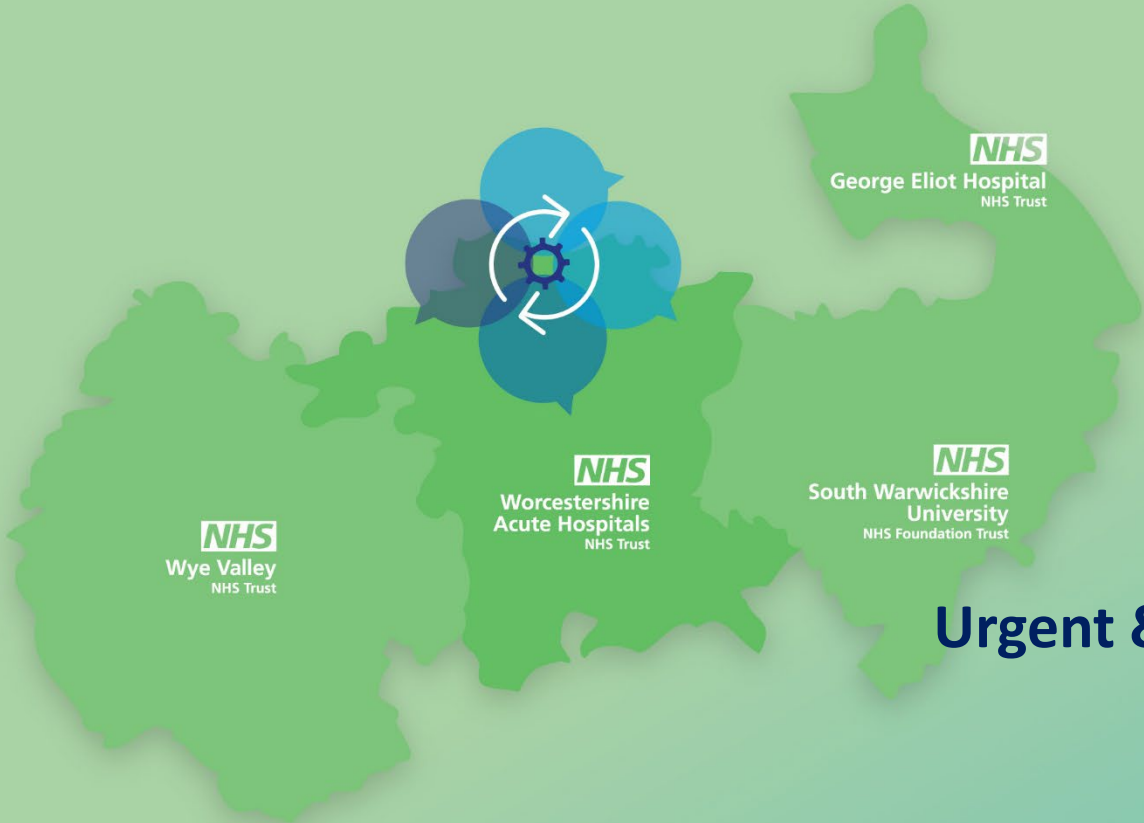 NHS
George Eliot Hospital
NHS Trust
NHS
Worcestershire
Acute Hospitals
NHS Trust
NHS
South Warwickshire
University
NHS Foundation Trust
NHS
Wye Valley
NHS Trust
Urgent &